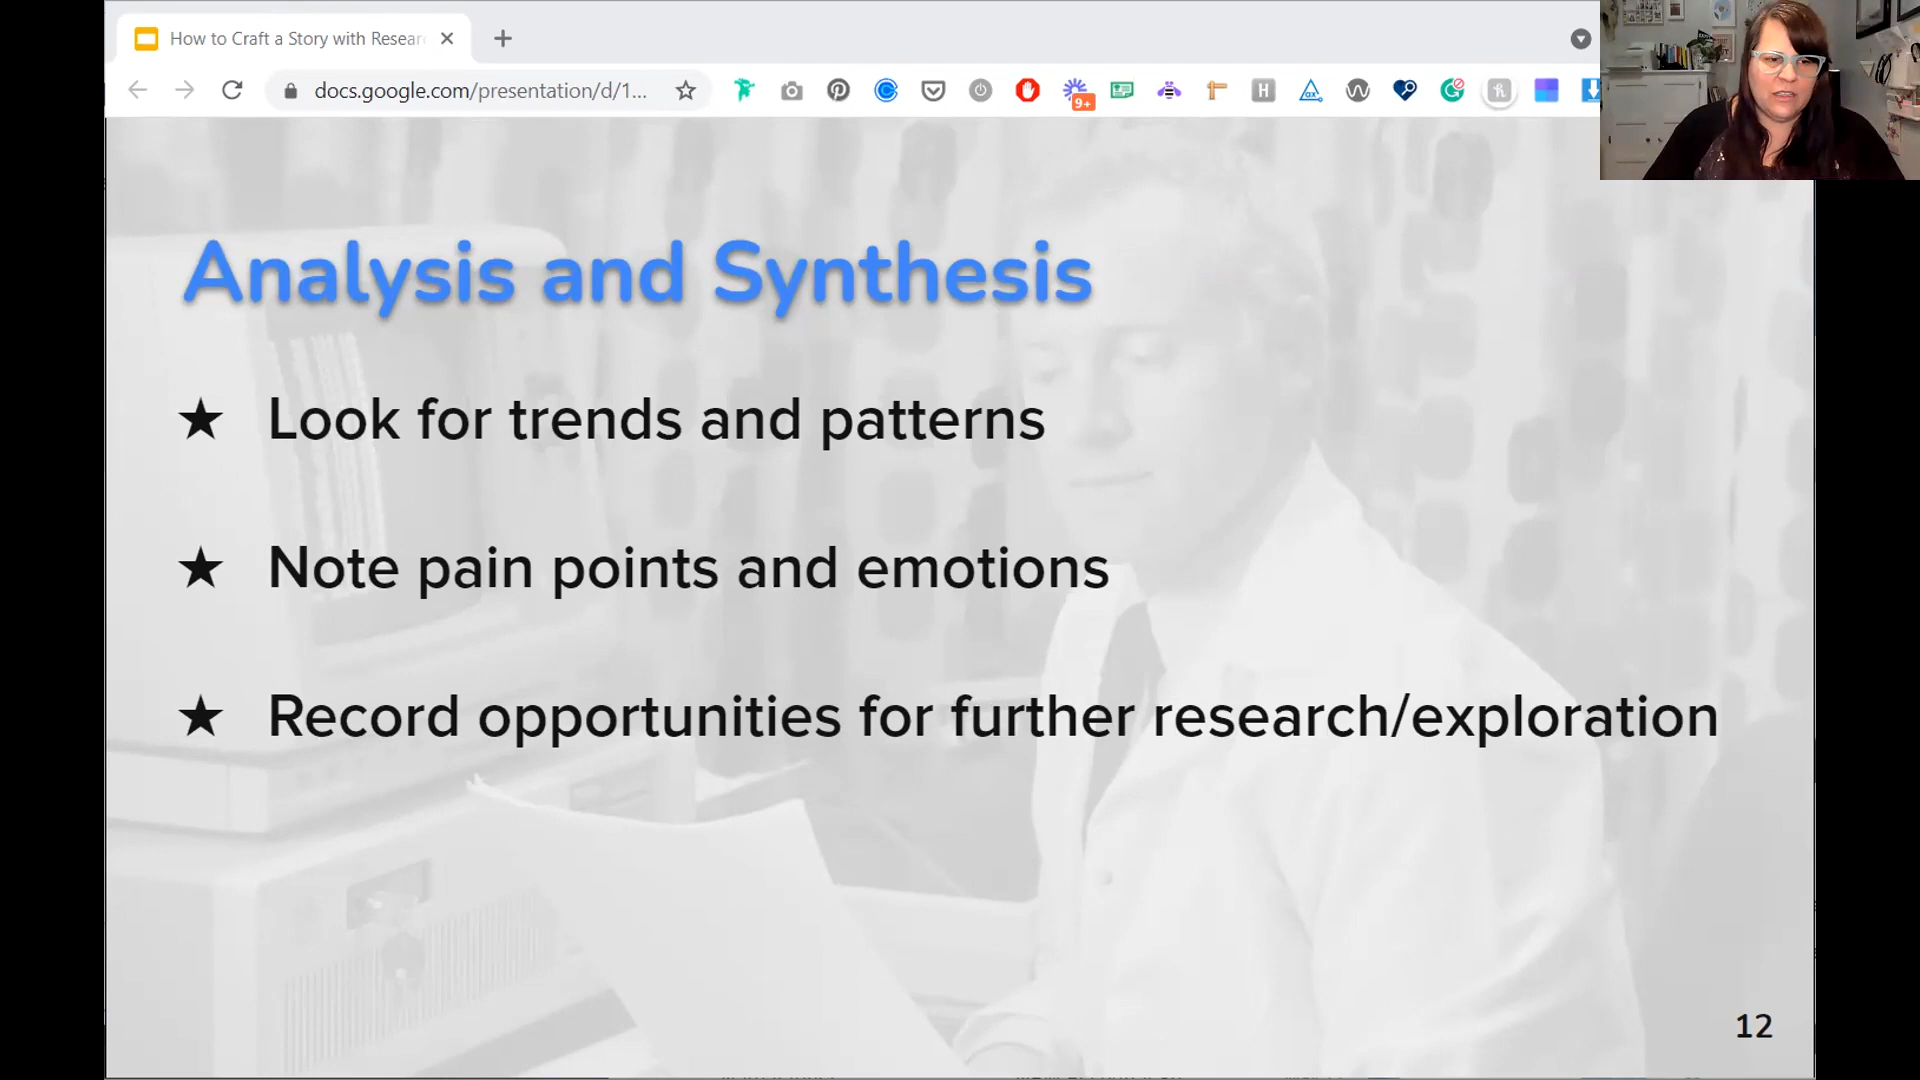 How to Craft a Story with Resear
docs.google.com/presentation/d/1...
9+
H
Analysis and Synthesis
★ Look for trends and patterns
★ Note pain points and emotions
★ Record opportunities for further research/exploration
12